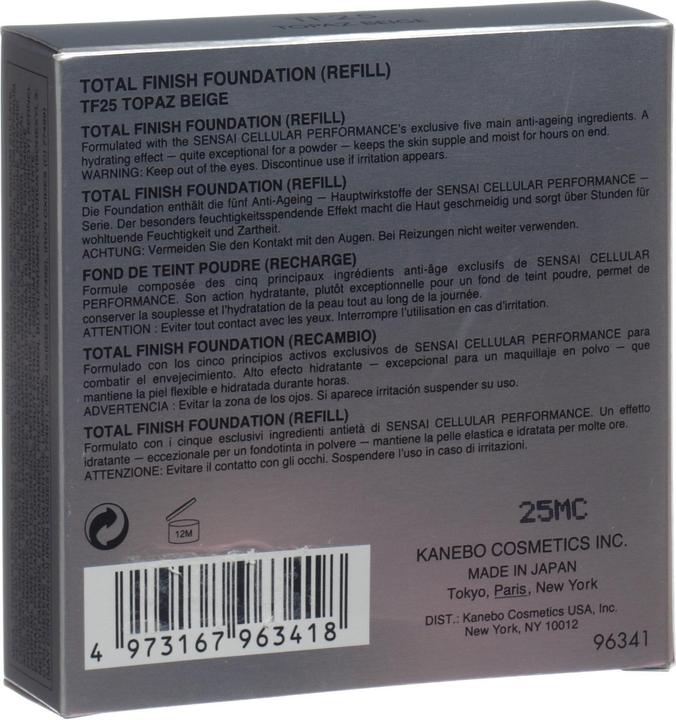 TF25
TOPAZ BEIGE
TOTAL FINISH FOUNDATION (REFILL)
TF25 TOPAZ BEIGE
TOTAL FINISH FOUNDATION (REFILL)
Formulated with the SENSAI CELLULAR PERFORMANCE's exclusive five main anti-ageing ingredients. A
hydrating effect – quite exceptional for a powder – keeps the skin supple and moist for hours on end.
WARNING: Keep out of the eyes. Discontinue use if irritation appears.
TOTAL FINISH FOUNDATION (REFILL)
Die Foundation enthält die fünf Anti-Ageing – Hauptwirkstoffe der SENSAI CELLULAR PERFORMANCE –
Serie. Der besonders feuchtigkeitsspendende Effekt macht die Haut geschmeidig und sorgt über Stunden für
wohltuende Feuchtigkeit und Zartheit.
ACHTUNG: Vermeiden Sie den Kontakt mit den Augen. Bei Reizungen nicht weiter verwenden.
FOND DE TEINT POUDRE (RECHARGE)
Formule composée des cinq principaux ingrédients anti-âge exclusifs de SENSAI CELLULAR
PERFORMANCE. Son action hydratante, plutôt exceptionnelle pour un fond de teint poudre, permet de
conserver la souplesse et l'hydratation de la peau tout au long de la journée.
ATTENTION : Eviter tout contact avec les yeux. Interrompre l'utilisation en cas d'irritation.
TOTAL FINISH FOUNDATION (RECAMBIO)
Formulado con los cinco principios activos exclusivos de SENSAI CELLULAR PERFORMANCE para
combatir el envejecimiento. Alto efecto hidratante – excepcional para un maquillaje en polvo – que
mantiene la piel flexible e hidratada durante horas.
ADVERTENCIA : Evitar la zona de los ojos. Si aparece irritación suspender su uso.
TOTAL FINISH FOUNDATION (REFILL)
Formulato con i cinque esclusivi ingredienti antietà di SENSAI CELLULAR PERFORMANCE. Un effetto
idratante – eccezionale per un fondotinta in polvere – mantiene la pelle elastica e idratata per molte ore.
ATTENZIONE: Evitare il contatto con gli occhi. Sospendere l'uso in caso di irritazioni.
12M
25MC
KANEBO COSMETICS INC.
MADE IN JAPAN
Tokyo, Paris, New York
DIST.: Kanebo Cosmetics USA, Inc.
New York, NY 10012
96341
4 973167 963418